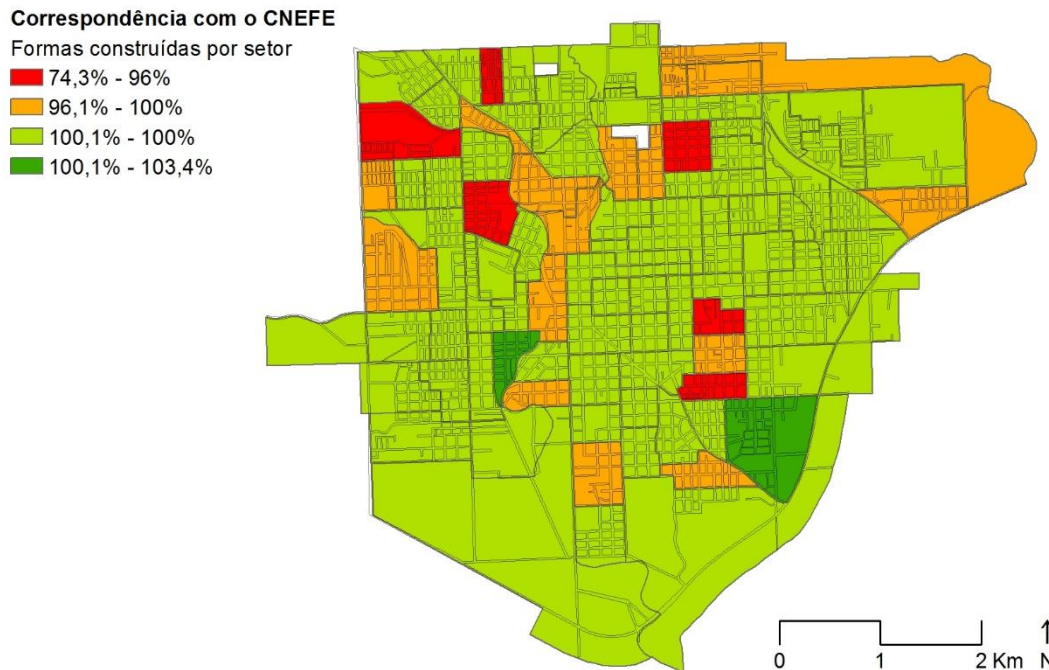 Correspondência com o CNEFE
Formas construídas por setor
74,3% - 96%
96,1% - 100%
100,1% - 100%
100,1% - 103,4%
0 1 2 Km N